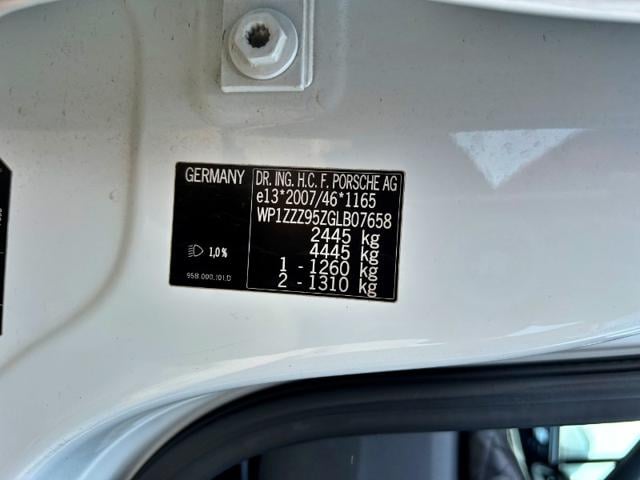 GERMANY
DR. ING. H.C. F. PORSCHE AG
e13*2007/46*1165
WP1ZZZ95ZGLB07658
2445 kg
4445 kg
1 - 1260 kg
2 - 1310 kg
1,0%
958.000.101.D